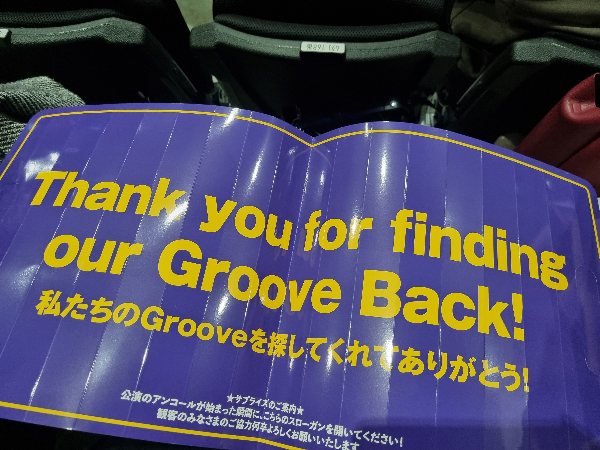 Thank you for finding
our Groove Back!
私たちのGrooveを探してくれてありがとう!
★サプライズのご案内★
公演のアンコールが始まった瞬間に、こちらのスローガンを開いてください!
観客のみなさまのご協力何卒よろしくお願いいたします